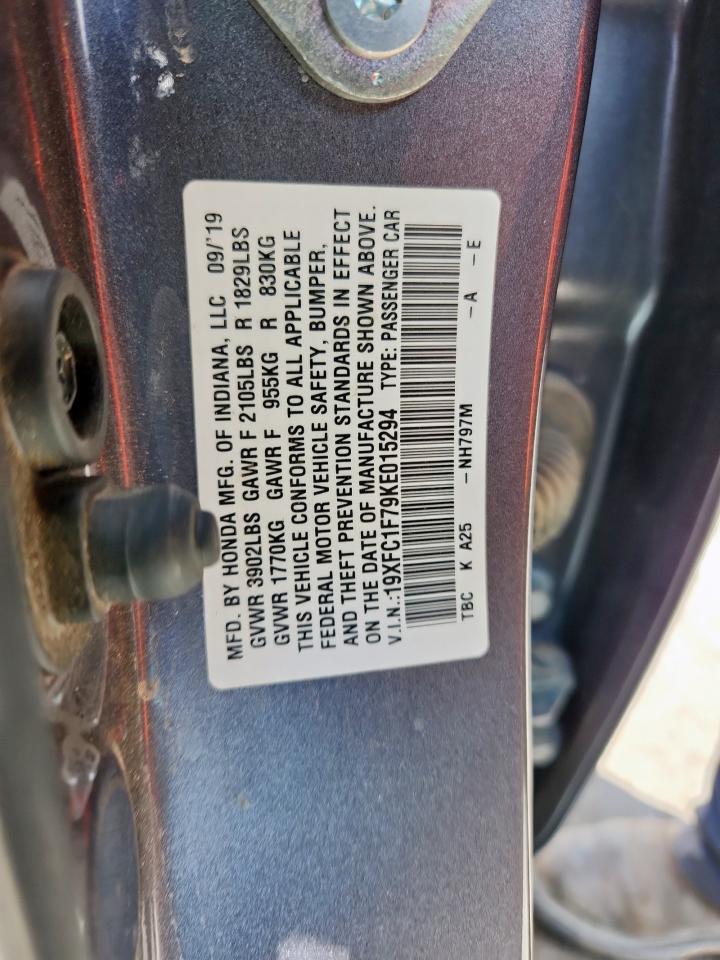 MFD. BY HONDA MFG. OF INDIANA, LLC 09/'19
GVWR 3902LBS GAWR F 2105LBS R 1829LBS
GVWR 1770KG GAWR F 955KG R 830KG
THIS VEHICLE CONFORMS TO ALL APPLICABLE
FEDERAL MOTOR VEHICLE SAFETY, BUMPER,
AND THEFT PREVENTION STANDARDS IN EFFECT
ON THE DATE OF MANUFACTURE SHOWN ABOVE.
V.I.N.:19XFC1F79KE015294 TYPE: PASSENGER CAR
TBC K A25 -NH797M -A -E